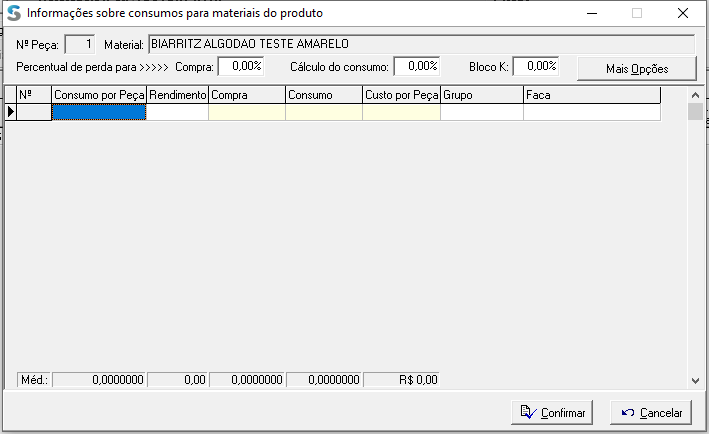 Informações sobre consumos para materiais do produto
Nº Peça: 1 Material: BIARRITZ ALGODAO TESTE AMARELO
Percentual de perda para >>>>> Compra: 0,00% Cálculo do consumo: 0,00% Bloco K: 0,00% Mais Opções
Nº Consumo por Peça Rendimento Compra Consumo Custo por Peça Grupo Faca
Méd.: 0,0000000 0,00 0,0000000 0,0000000 R$ 0,00
Confirmar Cancelar